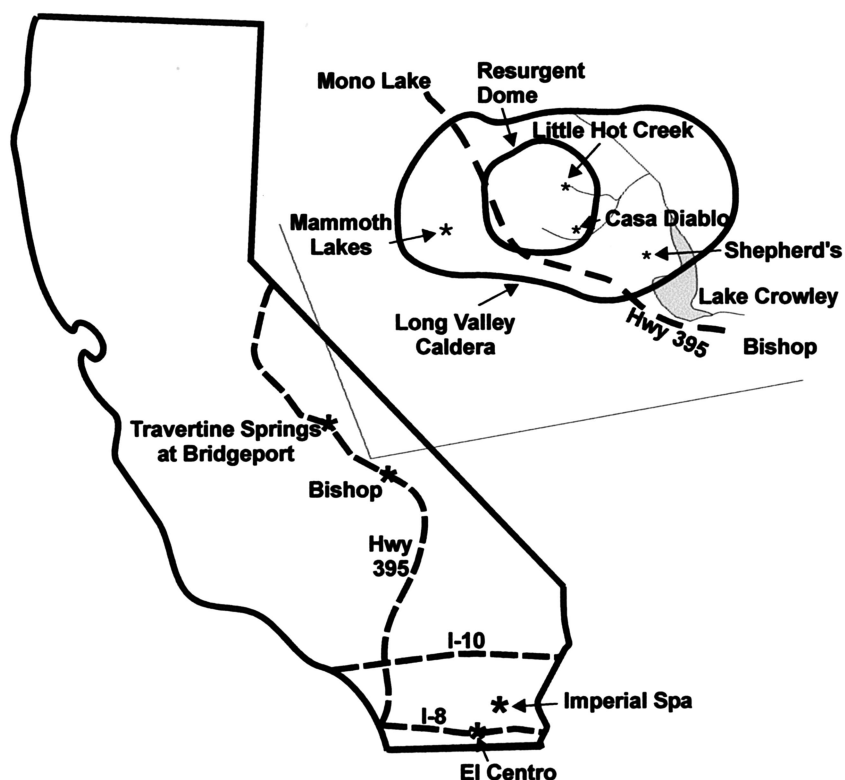 Mono Lake
Resurgent
Dome
Little Hot Creek
Mammoth
Lakes
Casa Diablo
Shepherd's
Lake Crowley
Long Valley
Caldera
Hwy 395
Bishop
Travertine Springs
at Bridgeport
Bishop
Hwy
395
I-10
Imperial Spa
I-8
El Centro